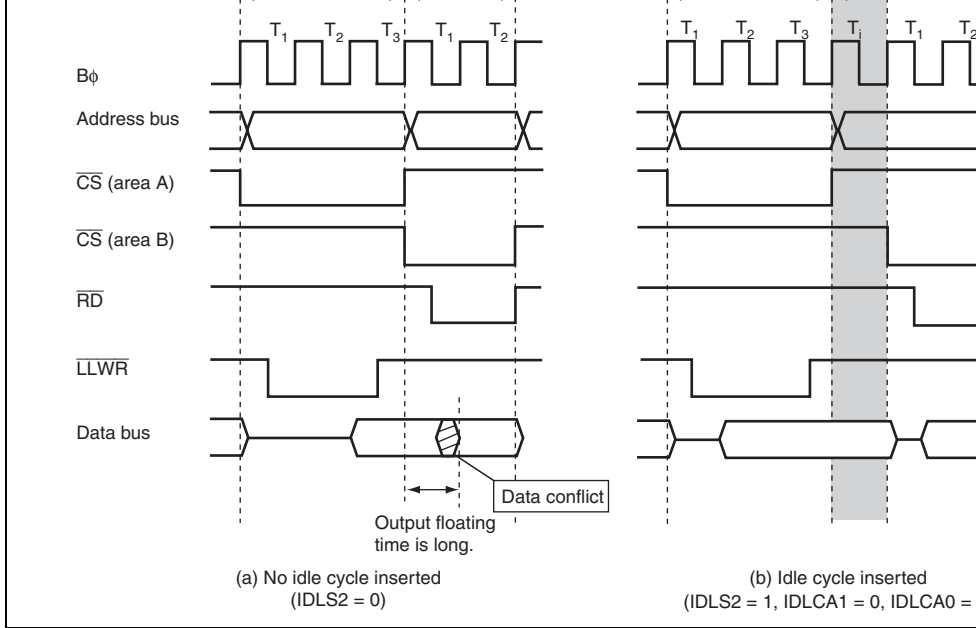 T1 T2 T3 T1 T2 T1 T2 T3 Ti T1 T2
Bϕ
Address bus
CS (area A)
CS (area B)
RD
LLWR
Data bus
Data conflict
Output floating
time is long.
(a) No idle cycle inserted
(IDLS2 = 0)
(b) Idle cycle inserted
(IDLS2 = 1, IDLCA1 = 0, IDLCA0 =